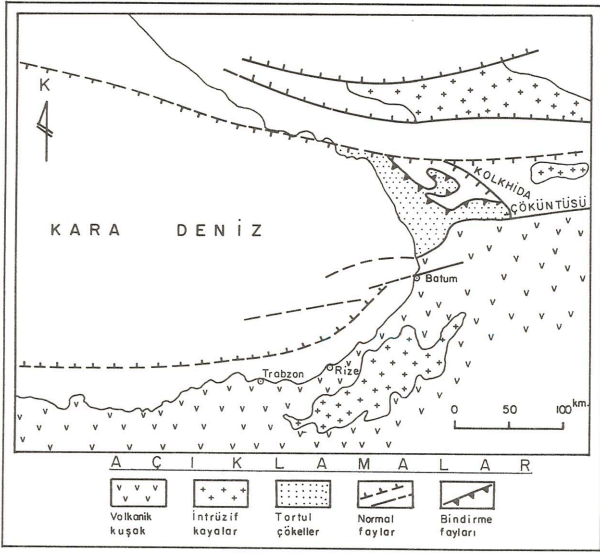 K
KOLKHİDA
ÇÖKÜNTÜSÜ
KARA DENİZ
Batum
Trabzon
Rize
0 50 100 km.
AÇIKLAMALAR
Volkanik kuşak
İntrüzif kayalar
Tortul çökeller
Normal faylar
Bindirme fayları